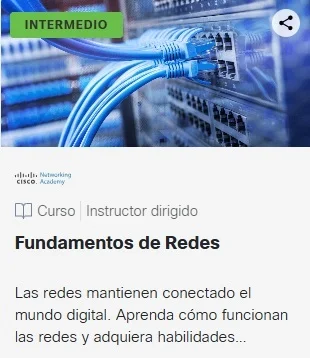 INTERMEDIO
Networking
CISCO. Academy
Curso | Instructor dirigido
Fundamentos de Redes
Las redes mantienen conectado el
mundo digital. Aprenda cómo funcionan
las redes y adquiera habilidades...